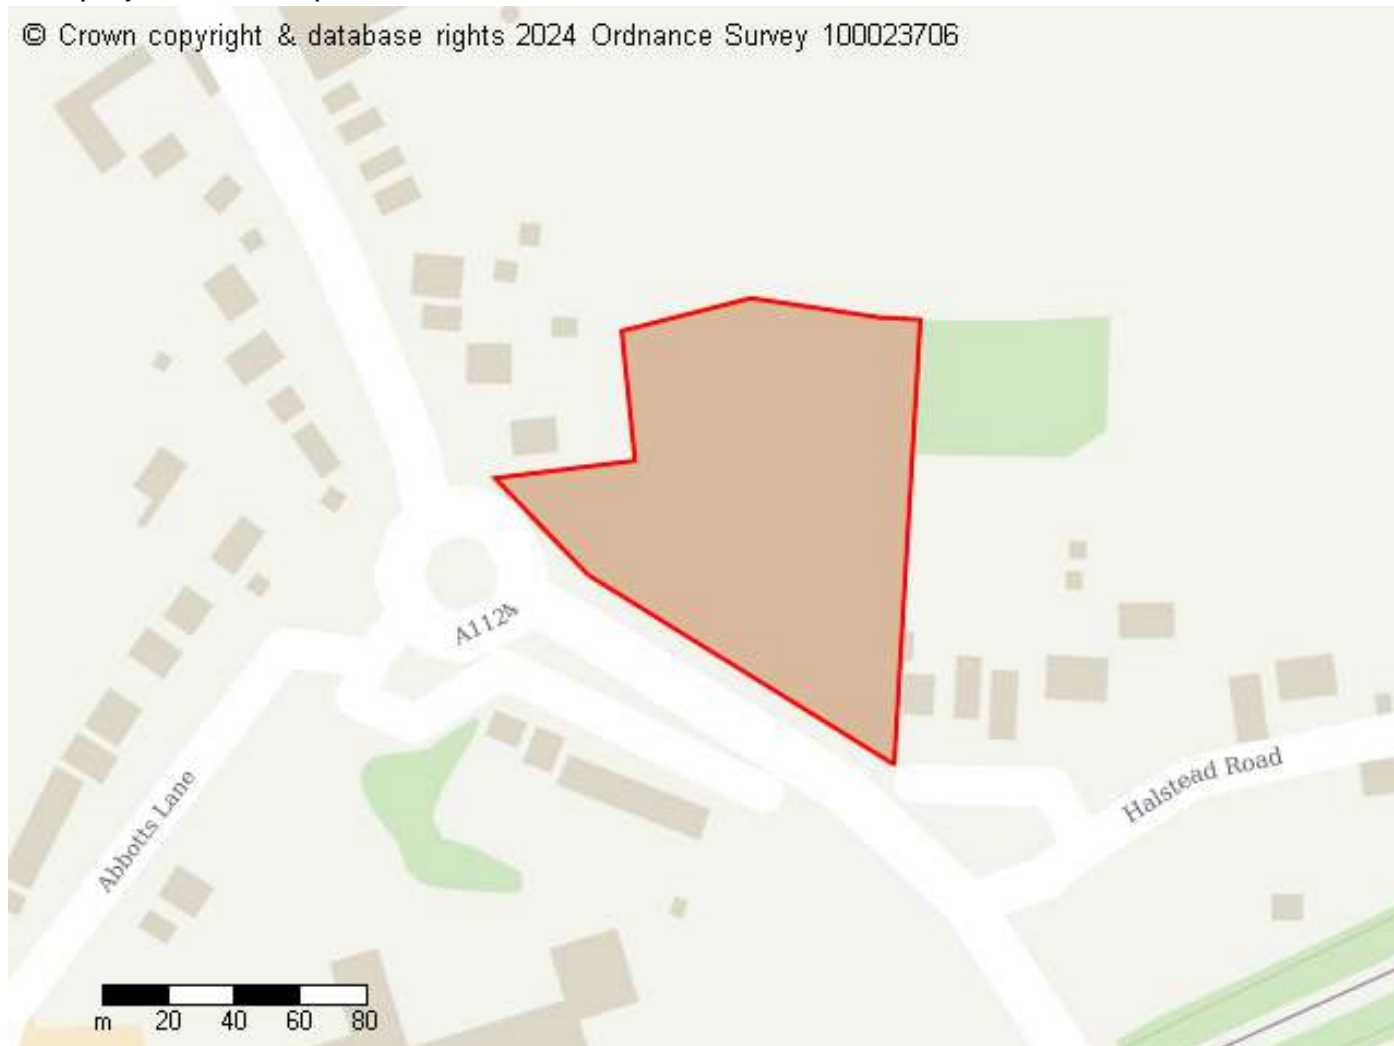 © Crown copyright & database rights 2024 Ordnance Survey 100023706
A1124
Halstead Road
Abbotts Lane
m 20 40 60 80